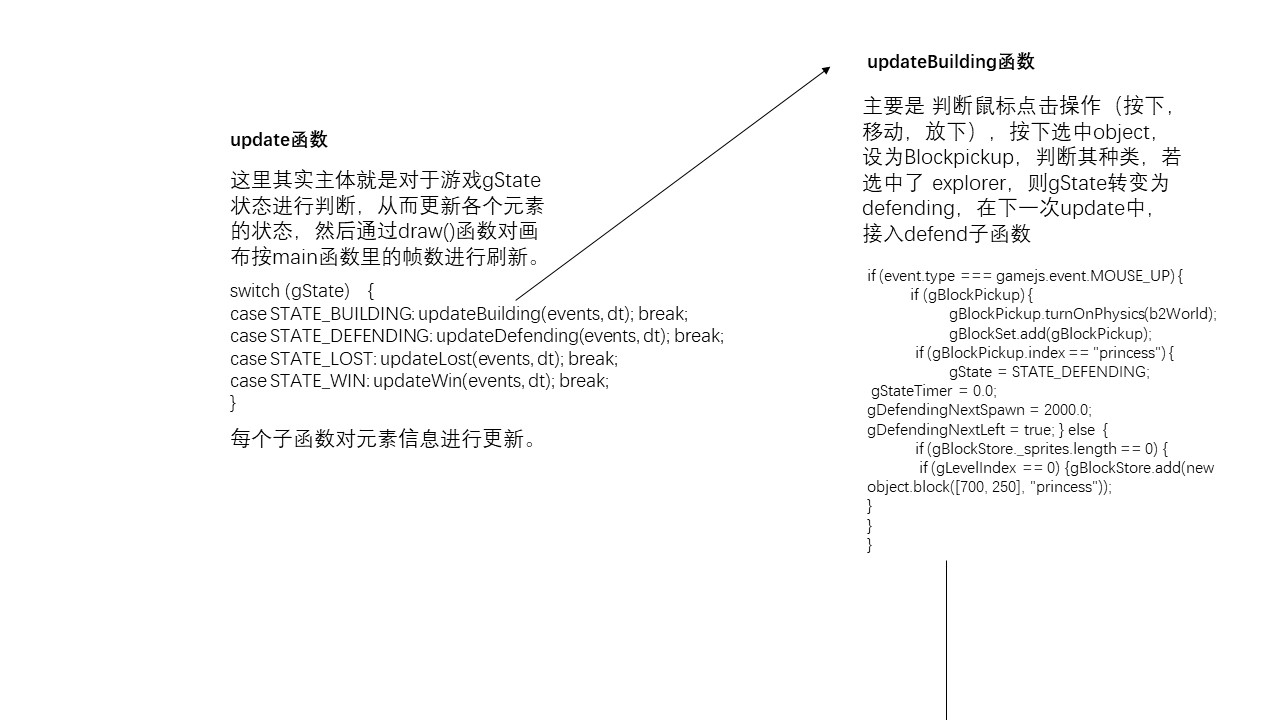 update函数
这里其实主体就是对于游戏gState
状态进行判断，从而更新各个元素
的状态，然后通过draw()函数对画
布按main函数里的帧数进行刷新。
switch (gState) {
case STATE_BUILDING: updateBuilding(events, dt); break;
case STATE_DEFENDING: updateDefending(events, dt); break;
case STATE_LOST: updateLost(events, dt); break;
case STATE_WIN: updateWin(events, dt); break;
}
每个子函数对元素信息进行更新。
updateBuilding函数
主要是 判断鼠标点击操作（按下，
移动，放下），按下选中object，
设为Blockpickup，判断其种类，若
选中了 explorer，则gState转变为
defending，在下一次update中，
接入defend子函数
if (event.type === gamejs.event.MOUSE_UP) {
if (gBlockPickup) {
gBlockPickup.turnOnPhysics(b2World);
gBlockSet.add(gBlockPickup);
if (gBlockPickup.index == "princess") {
gState = STATE_DEFENDING;
gStateTimer = 0.0;
gDefendingNextSpawn = 2000.0;
gDefendingNextLeft = true; } else {
if (gBlockStore._sprites.length == 0) {
if (gLevelIndex == 0) {gBlockStore.add(new
object.block([700, 250], "princess"));
}
}
}